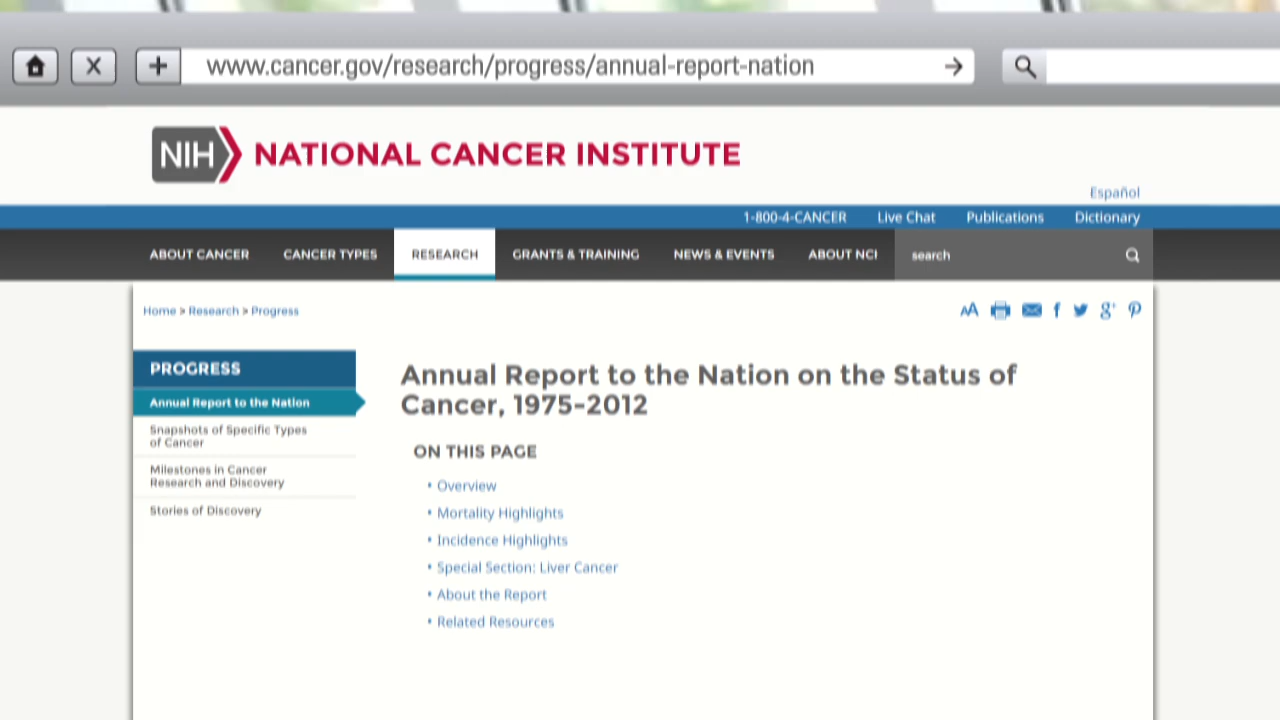 www.cancer.gov/research/progress/annual-report-nation
NIH NATIONAL CANCER INSTITUTE
Español
1-800-4-CANCER Live Chat Publications Dictionary
ABOUT CANCER CANCER TYPES RESEARCH GRANTS & TRAINING NEWS & EVENTS ABOUT NCI search
Home > Research > Progress
PROGRESS
Annual Report to the Nation
Snapshots of Specific Types
of Cancer
Milestones in Cancer
Research and Discovery
Stories of Discovery
Annual Report to the Nation on the Status of
Cancer, 1975-2012
ON THIS PAGE
• Overview
• Mortality Highlights
• Incidence Highlights
• Special Section: Liver Cancer
• About the Report
• Related Resources